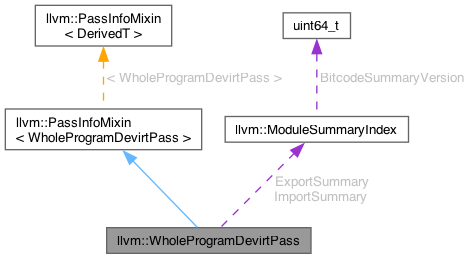 llvm::PassInfoMixin
< DerivedT >
uint64_t
< WholeProgramDevirtPass >
BitcodeSummaryVersion
llvm::PassInfoMixin
< WholeProgramDevirtPass >
llvm::ModuleSummaryIndex
ExportSummary
ImportSummary
llvm::WholeProgramDevirtPass